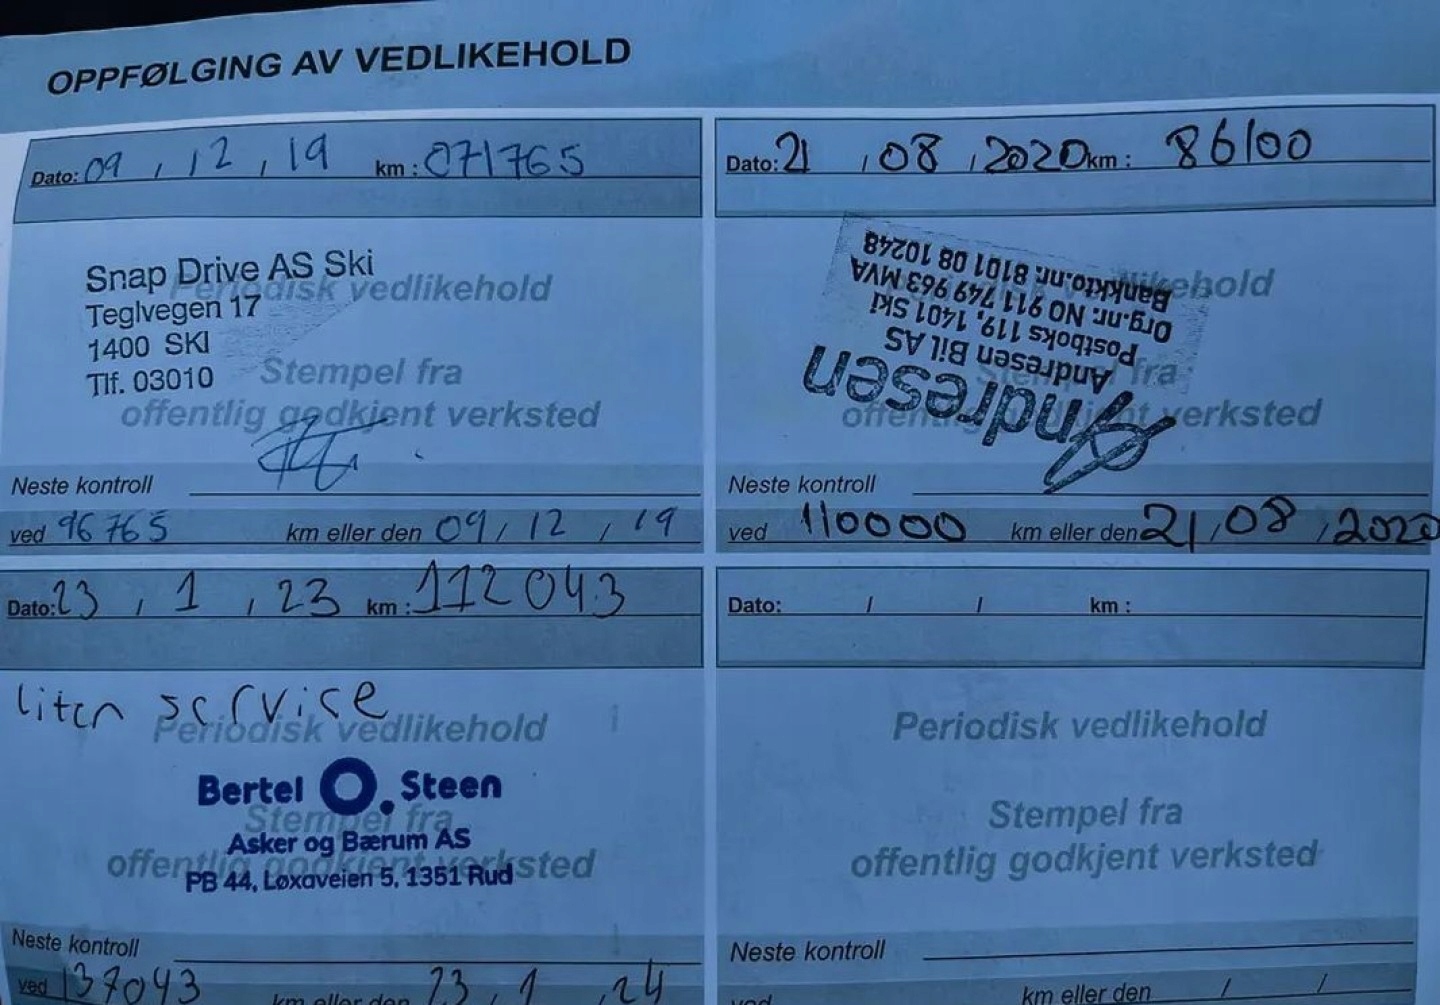 OPPFØLGING AV VEDLIKEHOLD
Dato: 09 , 12 , 19 km : 071765
Snap Drive AS Ski
Periodisk vedlikehold
Teglvegen 17
1400 SKI
Tlf. 03010
Stempel fra
offentlig godkjent verksted
Neste kontroll
ved 96765 km eller den 09 / 12 , 19
Dato: 21 / 08 , 2020 km : 86100
Periodisk vedlikehold
Stempel fra
offentlig godkjent verksted
Andresen
Andresen Bil AS
Postboks 119, 1401 Ski
Org.nr. NO 911 749 963 MVA
Bankkto.nr. 8101 08 10248
Neste kontroll
ved 110000 km eller den 21 , 08 , 2020
Dato: 23 , 1 , 23 km : 112043
liten service
Periodisk vedlikehold
Bertel O. Steen
Stempel fra
Asker og Bærum AS
offentlig godkjent verksted
PB 44, Løxaveien 5, 1351 Rud
Neste kontroll
ved 137043 km eller den 23 , 1 , 24
Dato: / / km :
Periodisk vedlikehold
Stempel fra
offentlig godkjent verksted
Neste kontroll
ved km eller den / /